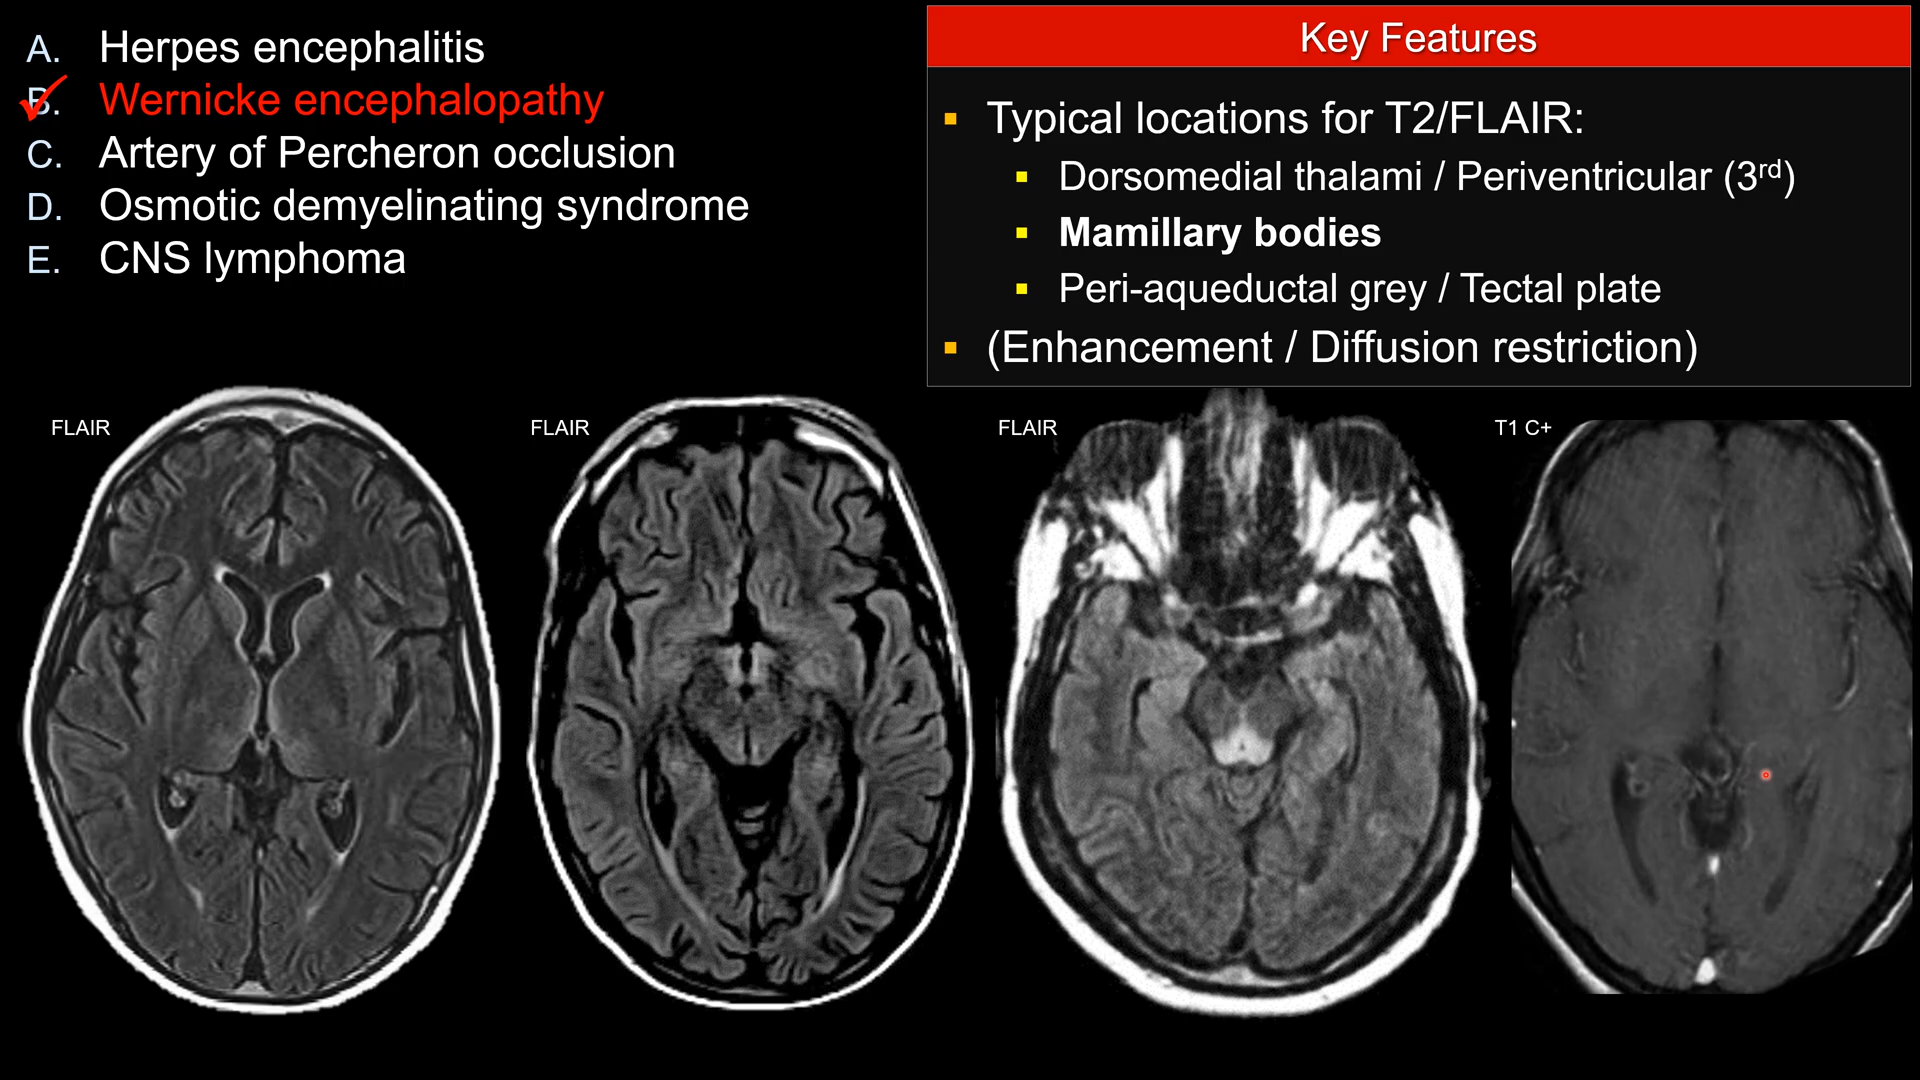 A. Herpes encephalitis
B. Wernicke encephalopathy
C. Artery of Percheron occlusion
D. Osmotic demyelinating syndrome
E. CNS lymphoma
Key Features
Typical locations for T2/FLAIR:
Dorsomedial thalami / Periventricular (3rd)
Mamillary bodies
Peri-aqueductal grey / Tectal plate
(Enhancement / Diffusion restriction)
FLAIR
FLAIR
FLAIR
T1 C+